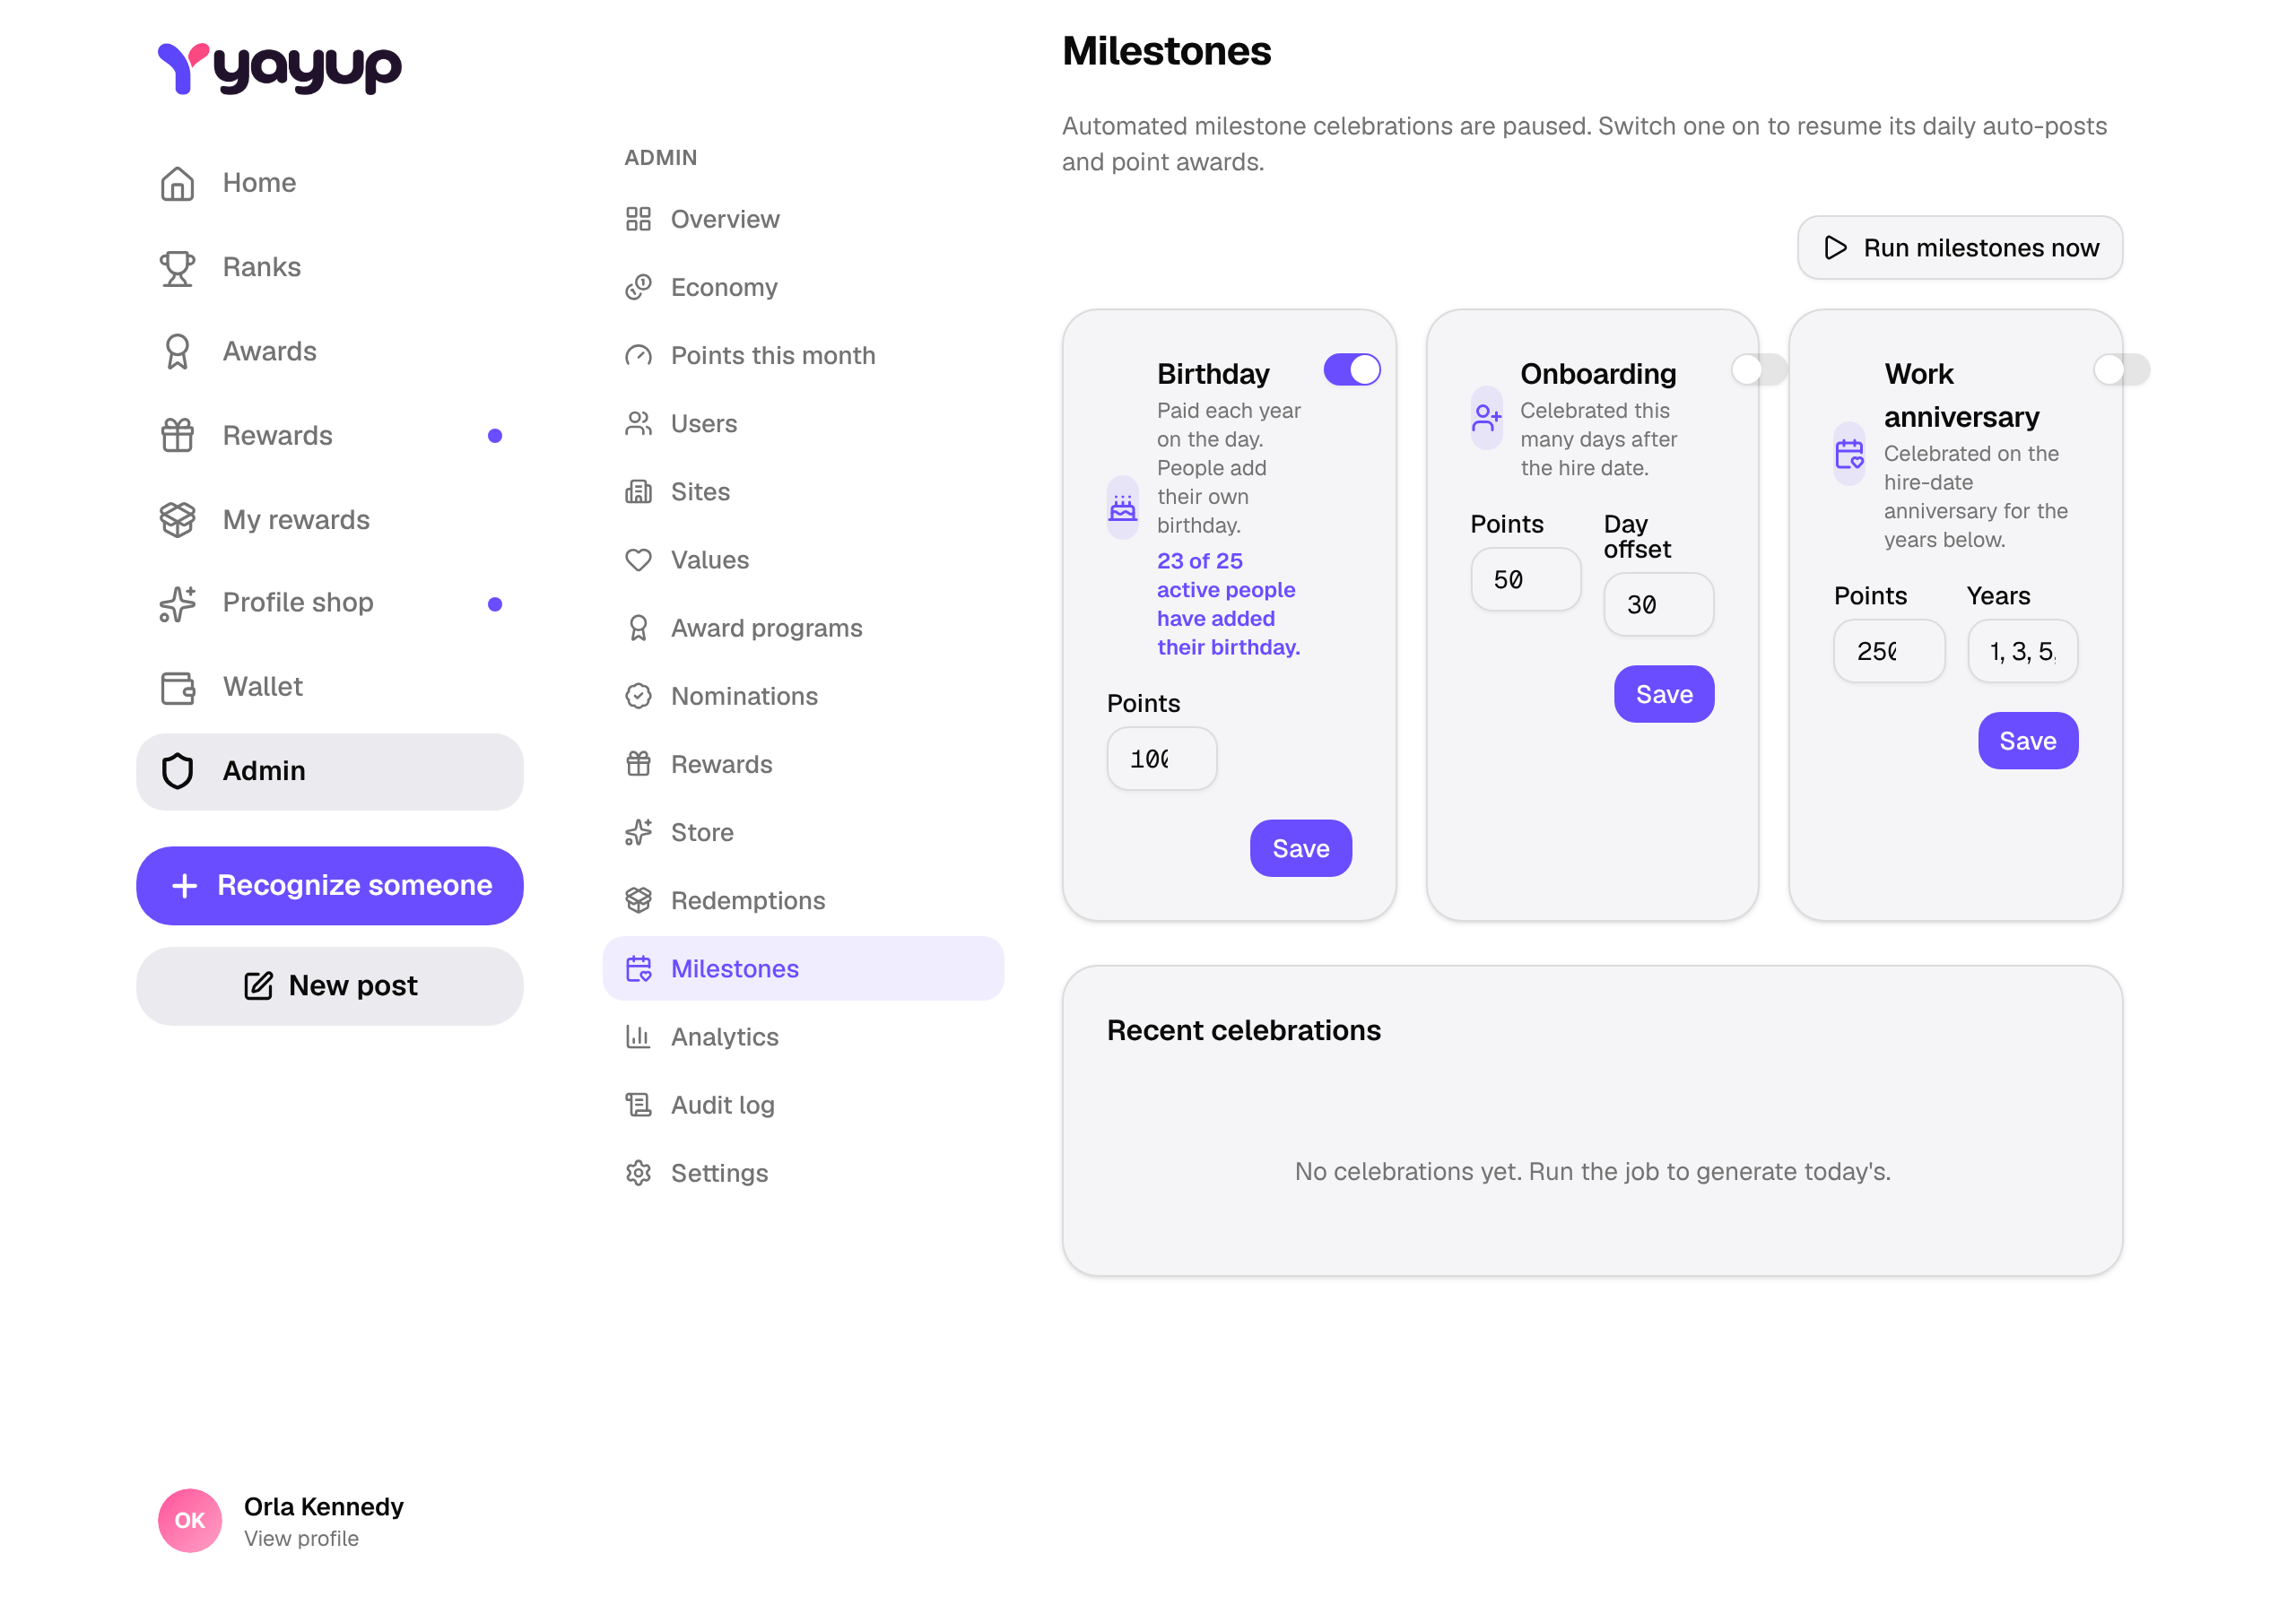 yayup
Home
Ranks
Awards
Rewards
My rewards
Profile shop
Wallet
Admin
Recognize someone
New post
OK
Orla Kennedy
View profile
ADMIN
Overview
Economy
Points this month
Users
Sites
Values
Award programs
Nominations
Rewards
Store
Redemptions
Milestones
Analytics
Audit log
Settings
Milestones
Automated milestone celebrations are paused. Switch one on to resume its daily auto-posts
and point awards.
Run milestones now
Birthday
Paid each year
on the day.
People add
their own
birthday.
23 of 25
active people
have added
their birthday.
Points
100
Save
Onboarding
Celebrated this
many days after
the hire date.
Points
50
Day
offset
30
Save
Work
anniversary
Celebrated on the
hire-date
anniversary for the
years below.
Points
250
Years
1, 3, 5,
Save
Recent celebrations
No celebrations yet. Run the job to generate today's.